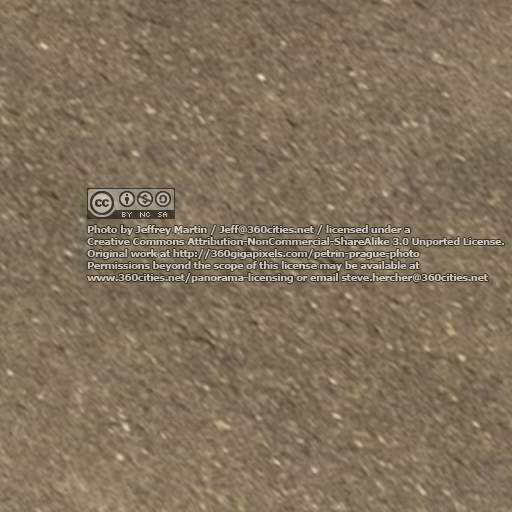 cc BY NC SA
Photo by Jeffrey Martin / Jeff@360cities.net / licensed under a
Creative Commons Attribution-NonCommercial-ShareAlike 3.0 Unported License.
Original work at http://360gigapixels.com/petrin-prague-photo
Permissions beyond the scope of this license may be available at
www.360cities.net/panorama-licensing or email steve.hercher@360cities.net